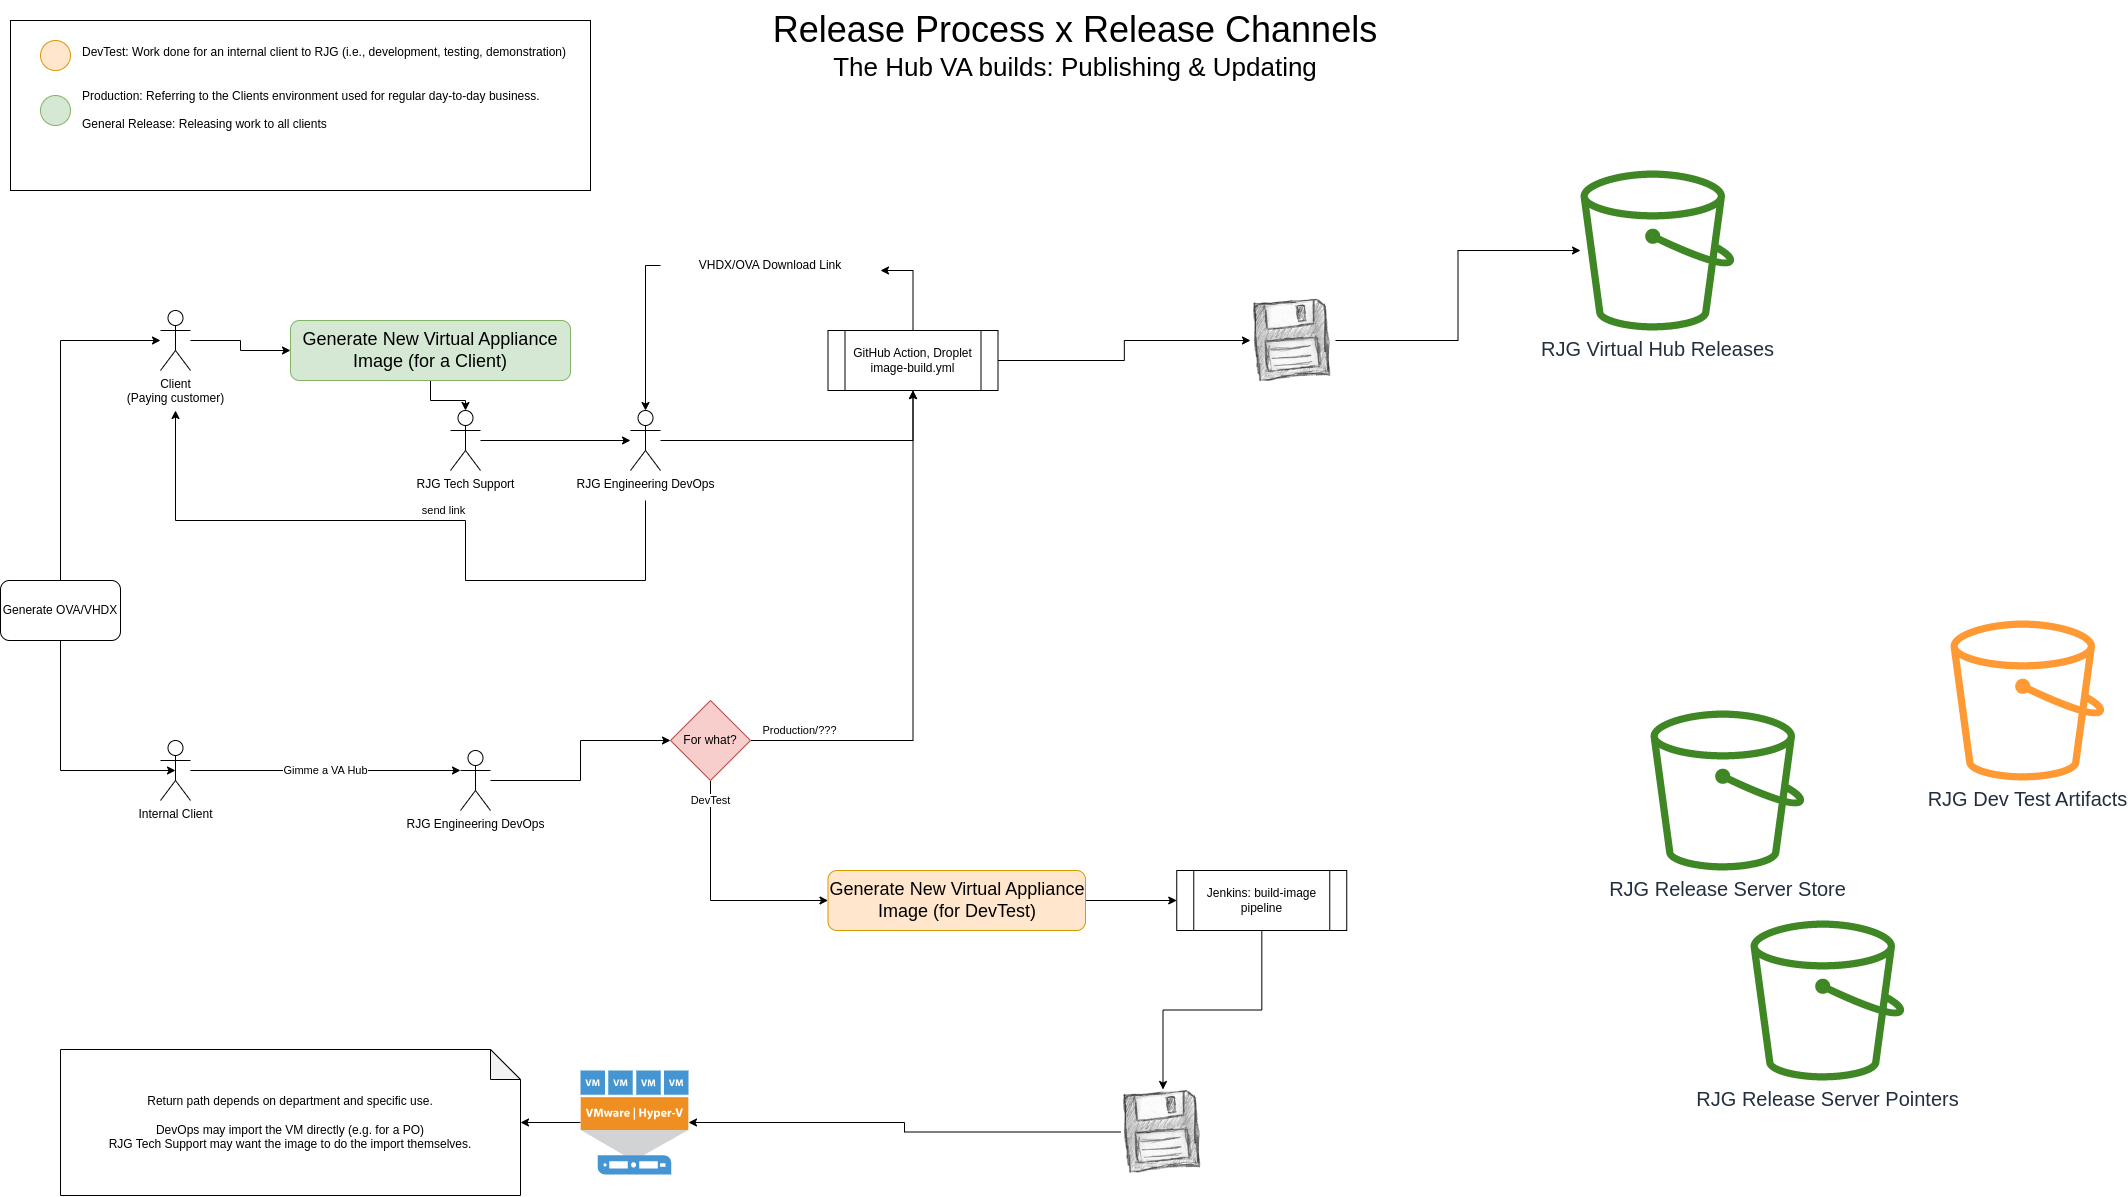 Release Process x Release Channels
The Hub VA builds: Publishing & Updating
DevTest: Work done for an internal client to RJG (i.e., development, testing, demonstration)
Production: Referring to the Clients environment used for regular day-to-day business.
General Release: Releasing work to all clients
VHDX/OVA Download Link
Generate New Virtual Appliance
Image (for a Client)
GitHub Action, Droplet
image-build.yml
RJG Virtual Hub Releases
Client
(Paying customer)
RJG Tech Support
RJG Engineering DevOps
send link
Generate OVA/VHDX
For what?
Production/???
Gimme a VA Hub
Internal Client
RJG Engineering DevOps
DevTest
RJG Dev Test Artifacts
Generate New Virtual Appliance
Image (for DevTest)
Jenkins: build-image
pipeline
RJG Release Server Store
RJG Release Server Pointers
VM VM VM VM
VMware | Hyper-V
Return path depends on department and specific use.
DevOps may import the VM directly (e.g. for a PO)
RJG Tech Support may want the image to do the import themselves.